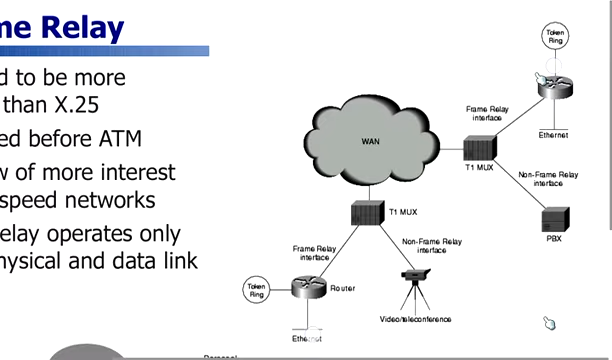 me Relay
d to be more
than X.25
ed before ATM
w of more interest
speed networks
elay operates only
hysical and data link
Token
Ring
Frame Relay
interface
Ethernet
WAN
T1 MUX
Non-Frame Relay
interface
PBX
T1 MUX
Frame Relay
interface
Non-Frame Relay
interface
Token
Ring
Router
Videoteleconference
Ethernet